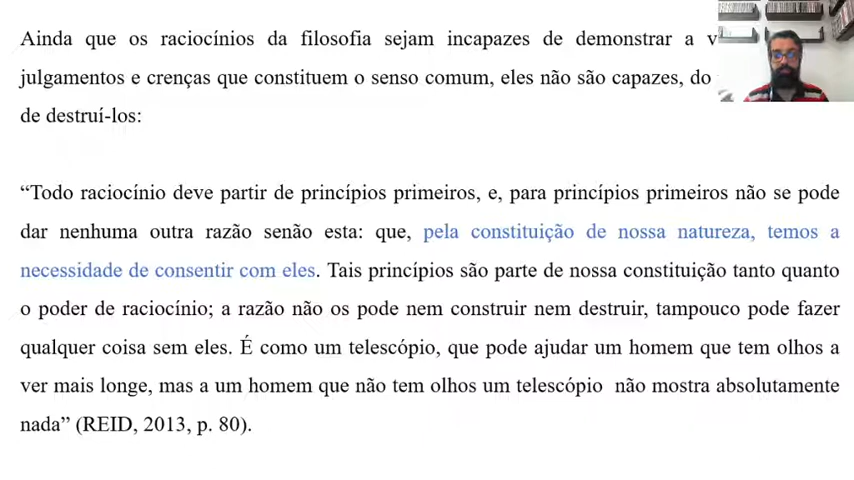 Ainda que os raciocínios da filosofia sejam incapazes de demonstrar a
julgamentos e crenças que constituem o senso comum, eles não são capazes, do
de destruí-los:
“Todo raciocínio deve partir de princípios primeiros, e, para princípios primeiros não se pode
dar nenhuma outra razão senão esta: que, pela constituição de nossa natureza, temos a
necessidade de consentir com eles. Tais princípios são parte de nossa constituição tanto quanto
o poder de raciocínio; a razão não os pode nem construir nem destruir, tampouco pode fazer
qualquer coisa sem eles. É como um telescópio, que pode ajudar um homem que tem olhos a
ver mais longe, mas a um homem que não tem olhos um telescópio não mostra absolutamente
nada” (REID, 2013, p. 80).